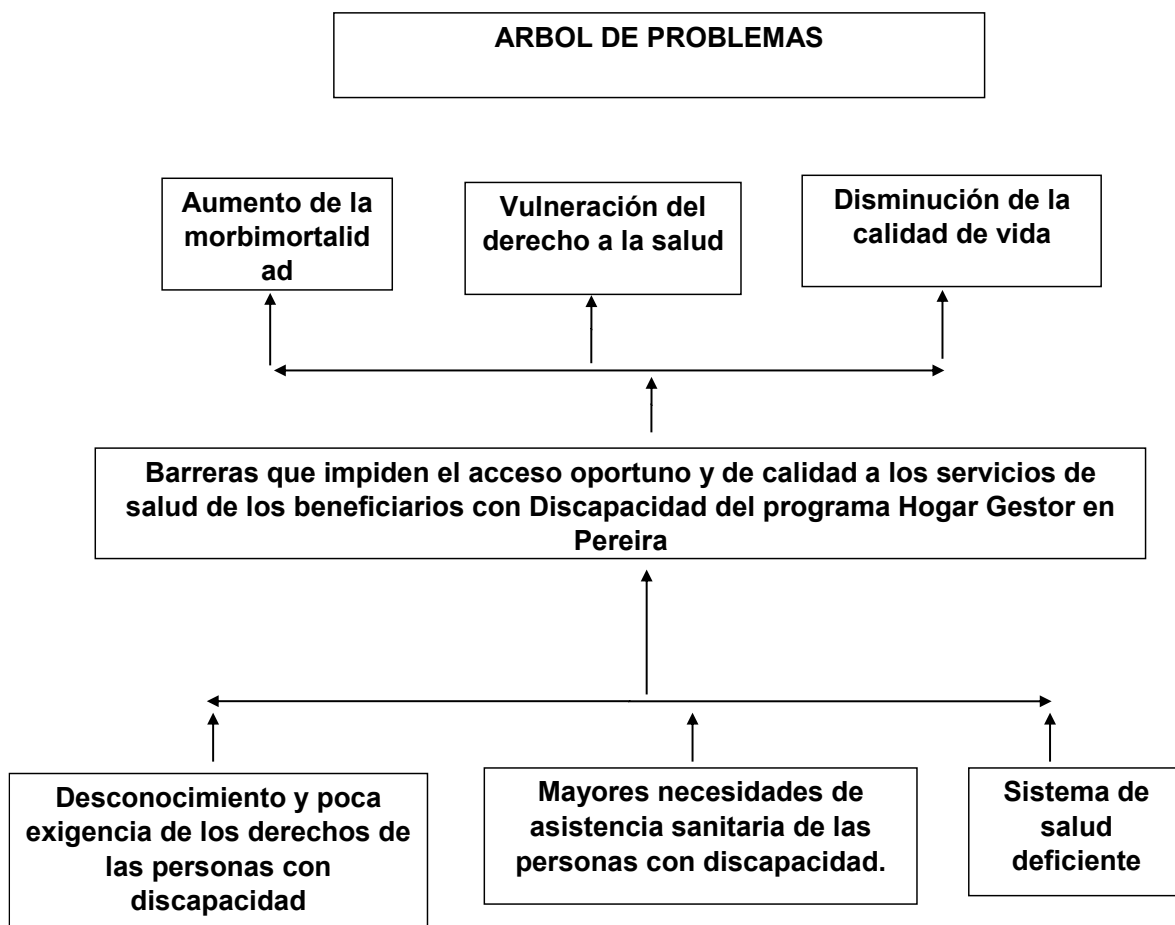 ARBOL DE PROBLEMAS
Aumento de la
morbimortalid
ad
Vulneración del
derecho a la salud
Disminución de la
calidad de vida
Barreras que impiden el acceso oportuno y de calidad a los servicios de
salud de los beneficiarios con Discapacidad del programa Hogar Gestor en
Pereira
Desconocimiento y poca
exigencia de los derechos de
las personas con
discapacidad
Mayores necesidades de
asistencia sanitaria de las
personas con discapacidad.
Sistema de
salud
deficiente